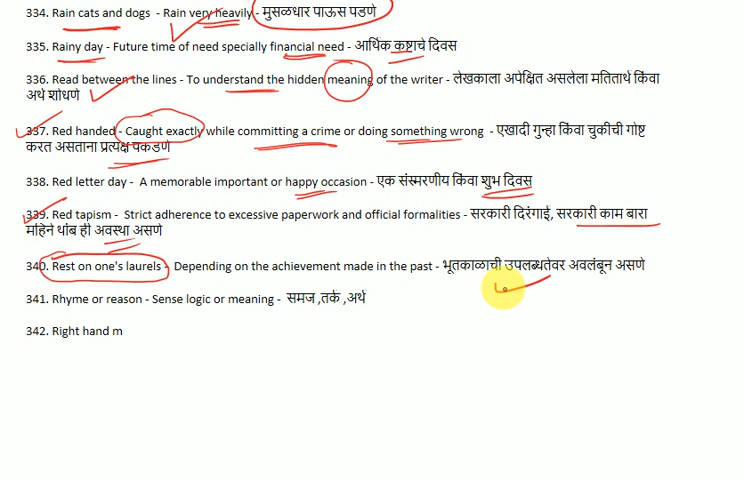 334. Rain cats and dogs - Rain very heavily - मुसळधार पाऊस पडणे
335. Rainy day - Future time of need specially financial need - आर्थिक कष्टाचे दिवस
336. Read between the lines - To understand the hidden meaning of the writer - लेखकाला अपेक्षित असलेला मतितार्थ किंवा
अर्थ शोधणे
337. Red handed - Caught exactly while committing a crime or doing something wrong - एखादी गुन्हा किंवा चुकीची गोष्ट
करत असताना प्रत्यक्ष पकडणे
338. Red letter day - A memorable important or happy occasion - एक संस्मरणीय किंवा शुभ दिवस
339. Red tapism - Strict adherence to excessive paperwork and official formalities - सरकारी दिरंगाई, सरकारी काम बारा
महिने थांब ही अवस्था असणे
340. Rest on one's laurels - Depending on the achievement made in the past - भूतकाळाची उपलब्धतेवर अवलंबून असणे
341. Rhyme or reason - Sense logic or meaning - समज ,तर्क ,अर्थ
342. Right hand m